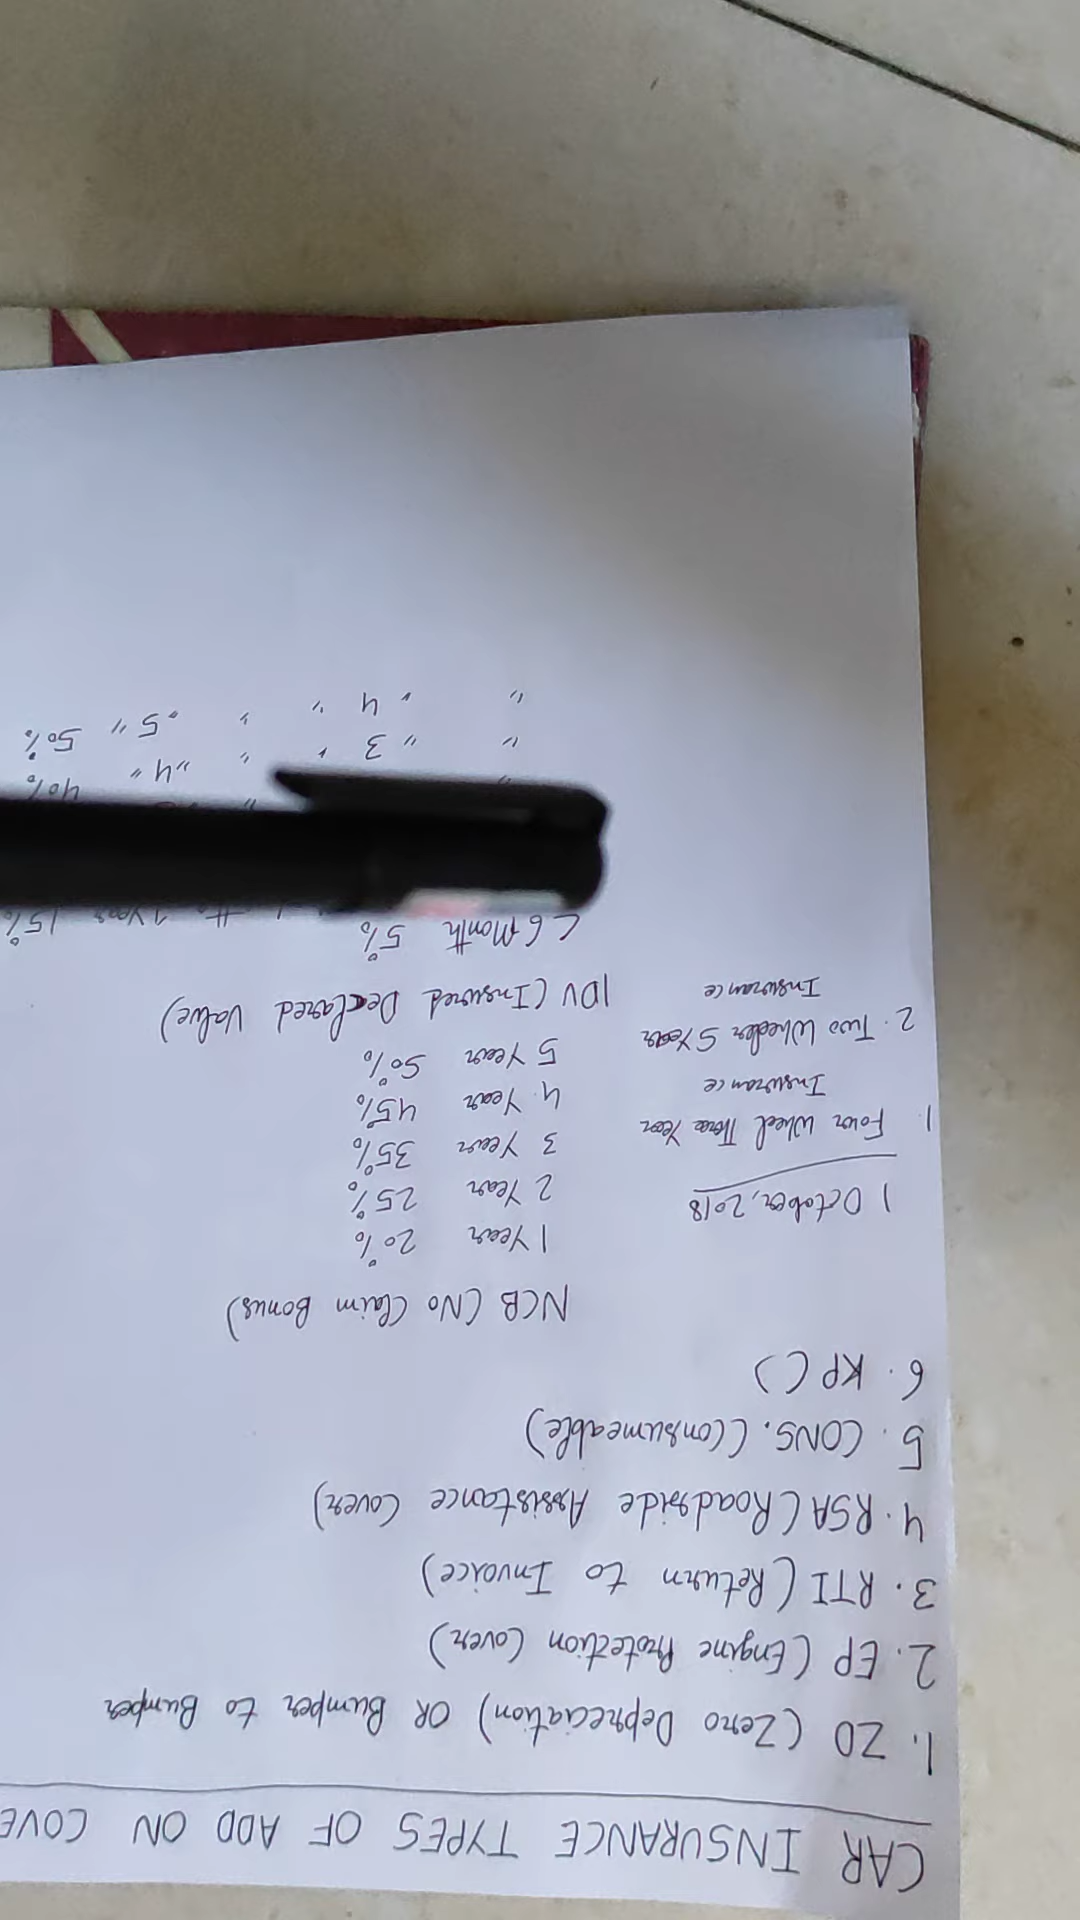 CAR INSURANCE TYPES OF ADD ON COVE
1. ZD (Zero Depreciation) OR Bumper to Bumper
2. EP (Engine Protection Cover)
3. RTI (Return to Invoice)
4. RSA (Roadside Assistance Cover)
5. CONS. (Consumeable)
6. KP ( )
NCB (No Claim Bonus)
1 Year 20%
2 Year 25%
3 Year 35%
4 Year 45%
5 Year 50%
1 October, 2018
1. Four Wheel Three Year
Insurance
2. Two Wheeler 5 Year
Insurance
IDV (Insured Declared Value)
< 6 Month 5%
1 Year 15%
40%
" " 3 " " " 4 "
" " 4 " " " 5 " 50%